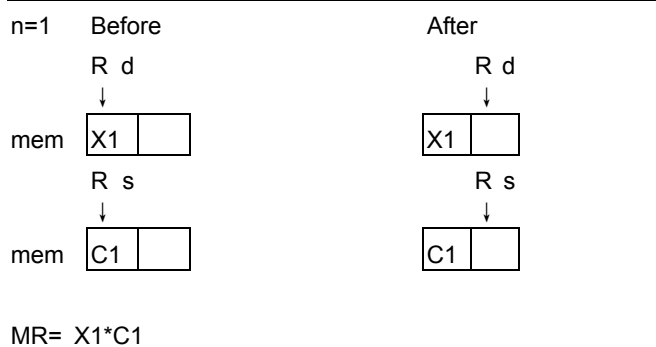 n=1 Before After
R d R d
↓ ↓
mem X1 X1
R s R s
↓ ↓
mem C1 C1
MR= X1*C1